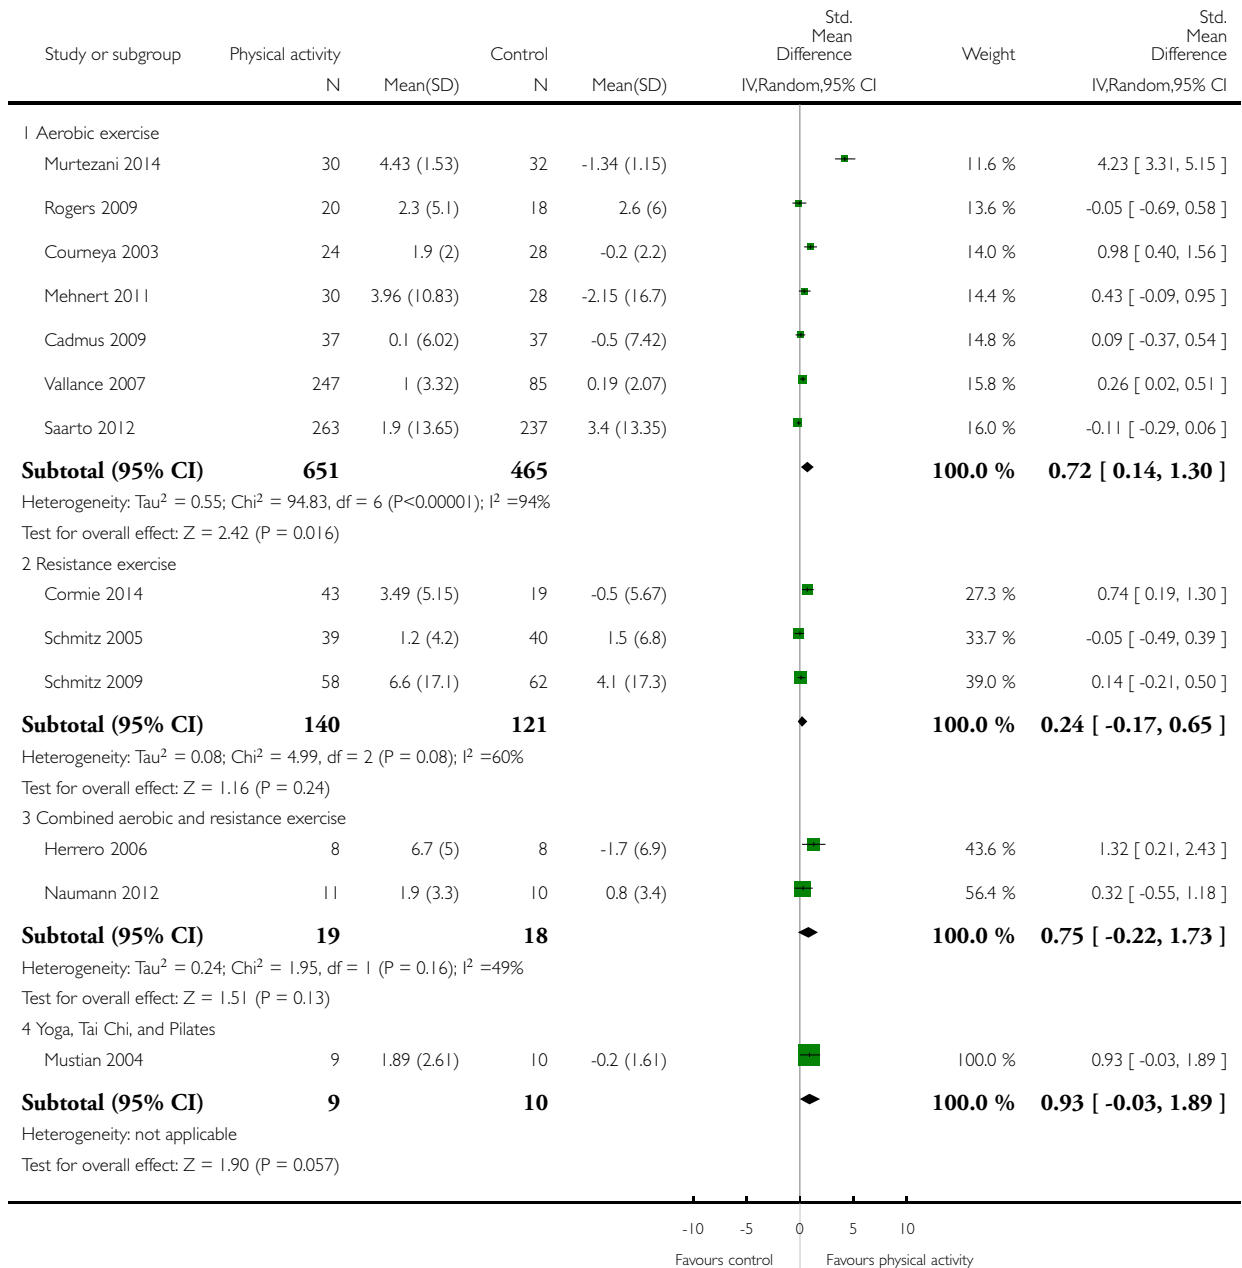 Std.
Mean
Difference
Std.
Mean
Difference
Study or subgroup Physical activity Control Weight
N Mean(SD) N Mean(SD) IV,Random,95% CI IV,Random,95% CI
1 Aerobic exercise
Murtezani 2014 30 4.43 (1.53) 32 -1.34 (1.15) 11.6 % 4.23 [ 3.31, 5.15 ]
Rogers 2009 20 2.3 (5.1) 18 2.6 (6) 13.6 % -0.05 [ -0.69, 0.58 ]
Courneya 2003 24 1.9 (2) 28 -0.2 (2.2) 14.0 % 0.98 [ 0.40, 1.56 ]
Mehnert 2011 30 3.96 (10.83) 28 -2.15 (16.7) 14.4 % 0.43 [ -0.09, 0.95 ]
Cadmus 2009 37 0.1 (6.02) 37 -0.5 (7.42) 14.8 % 0.09 [ -0.37, 0.54 ]
Vallance 2007 247 1 (3.32) 85 0.19 (2.07) 15.8 % 0.26 [ 0.02, 0.51 ]
Saarto 2012 263 1.9 (13.65) 237 3.4 (13.35) 16.0 % -0.11 [ -0.29, 0.06 ]
Subtotal (95% CI) 651 465 100.0 % 0.72 [ 0.14, 1.30 ]
Heterogeneity: Tau² = 0.55; Chi² = 94.83, df = 6 (P<0.00001); I² =94%
Test for overall effect: Z = 2.42 (P = 0.016)
2 Resistance exercise
Cormie 2014 43 3.49 (5.15) 19 -0.5 (5.67) 27.3 % 0.74 [ 0.19, 1.30 ]
Schmitz 2005 39 1.2 (4.2) 40 1.5 (6.8) 33.7 % -0.05 [ -0.49, 0.39 ]
Schmitz 2009 58 6.6 (17.1) 62 4.1 (17.3) 39.0 % 0.14 [ -0.21, 0.50 ]
Subtotal (95% CI) 140 121 100.0 % 0.24 [ -0.17, 0.65 ]
Heterogeneity: Tau² = 0.08; Chi² = 4.99, df = 2 (P = 0.08); I² =60%
Test for overall effect: Z = 1.16 (P = 0.24)
3 Combined aerobic and resistance exercise
Herrero 2006 8 6.7 (5) 8 -1.7 (6.9) 43.6 % 1.32 [ 0.21, 2.43 ]
Naumann 2012 11 1.9 (3.3) 10 0.8 (3.4) 56.4 % 0.32 [ -0.55, 1.18 ]
Subtotal (95% CI) 19 18 100.0 % 0.75 [ -0.22, 1.73 ]
Heterogeneity: Tau² = 0.24; Chi² = 1.95, df = 1 (P = 0.16); I² =49%
Test for overall effect: Z = 1.51 (P = 0.13)
4 Yoga, Tai Chi, and Pilates
Mustian 2004 9 1.89 (2.61) 10 -0.2 (1.61) 100.0 % 0.93 [ -0.03, 1.89 ]
Subtotal (95% CI) 9 10 100.0 % 0.93 [ -0.03, 1.89 ]
Heterogeneity: not applicable
Test for overall effect: Z = 1.90 (P = 0.057)
-10 -5 0 5 10
Favours control Favours physical activity